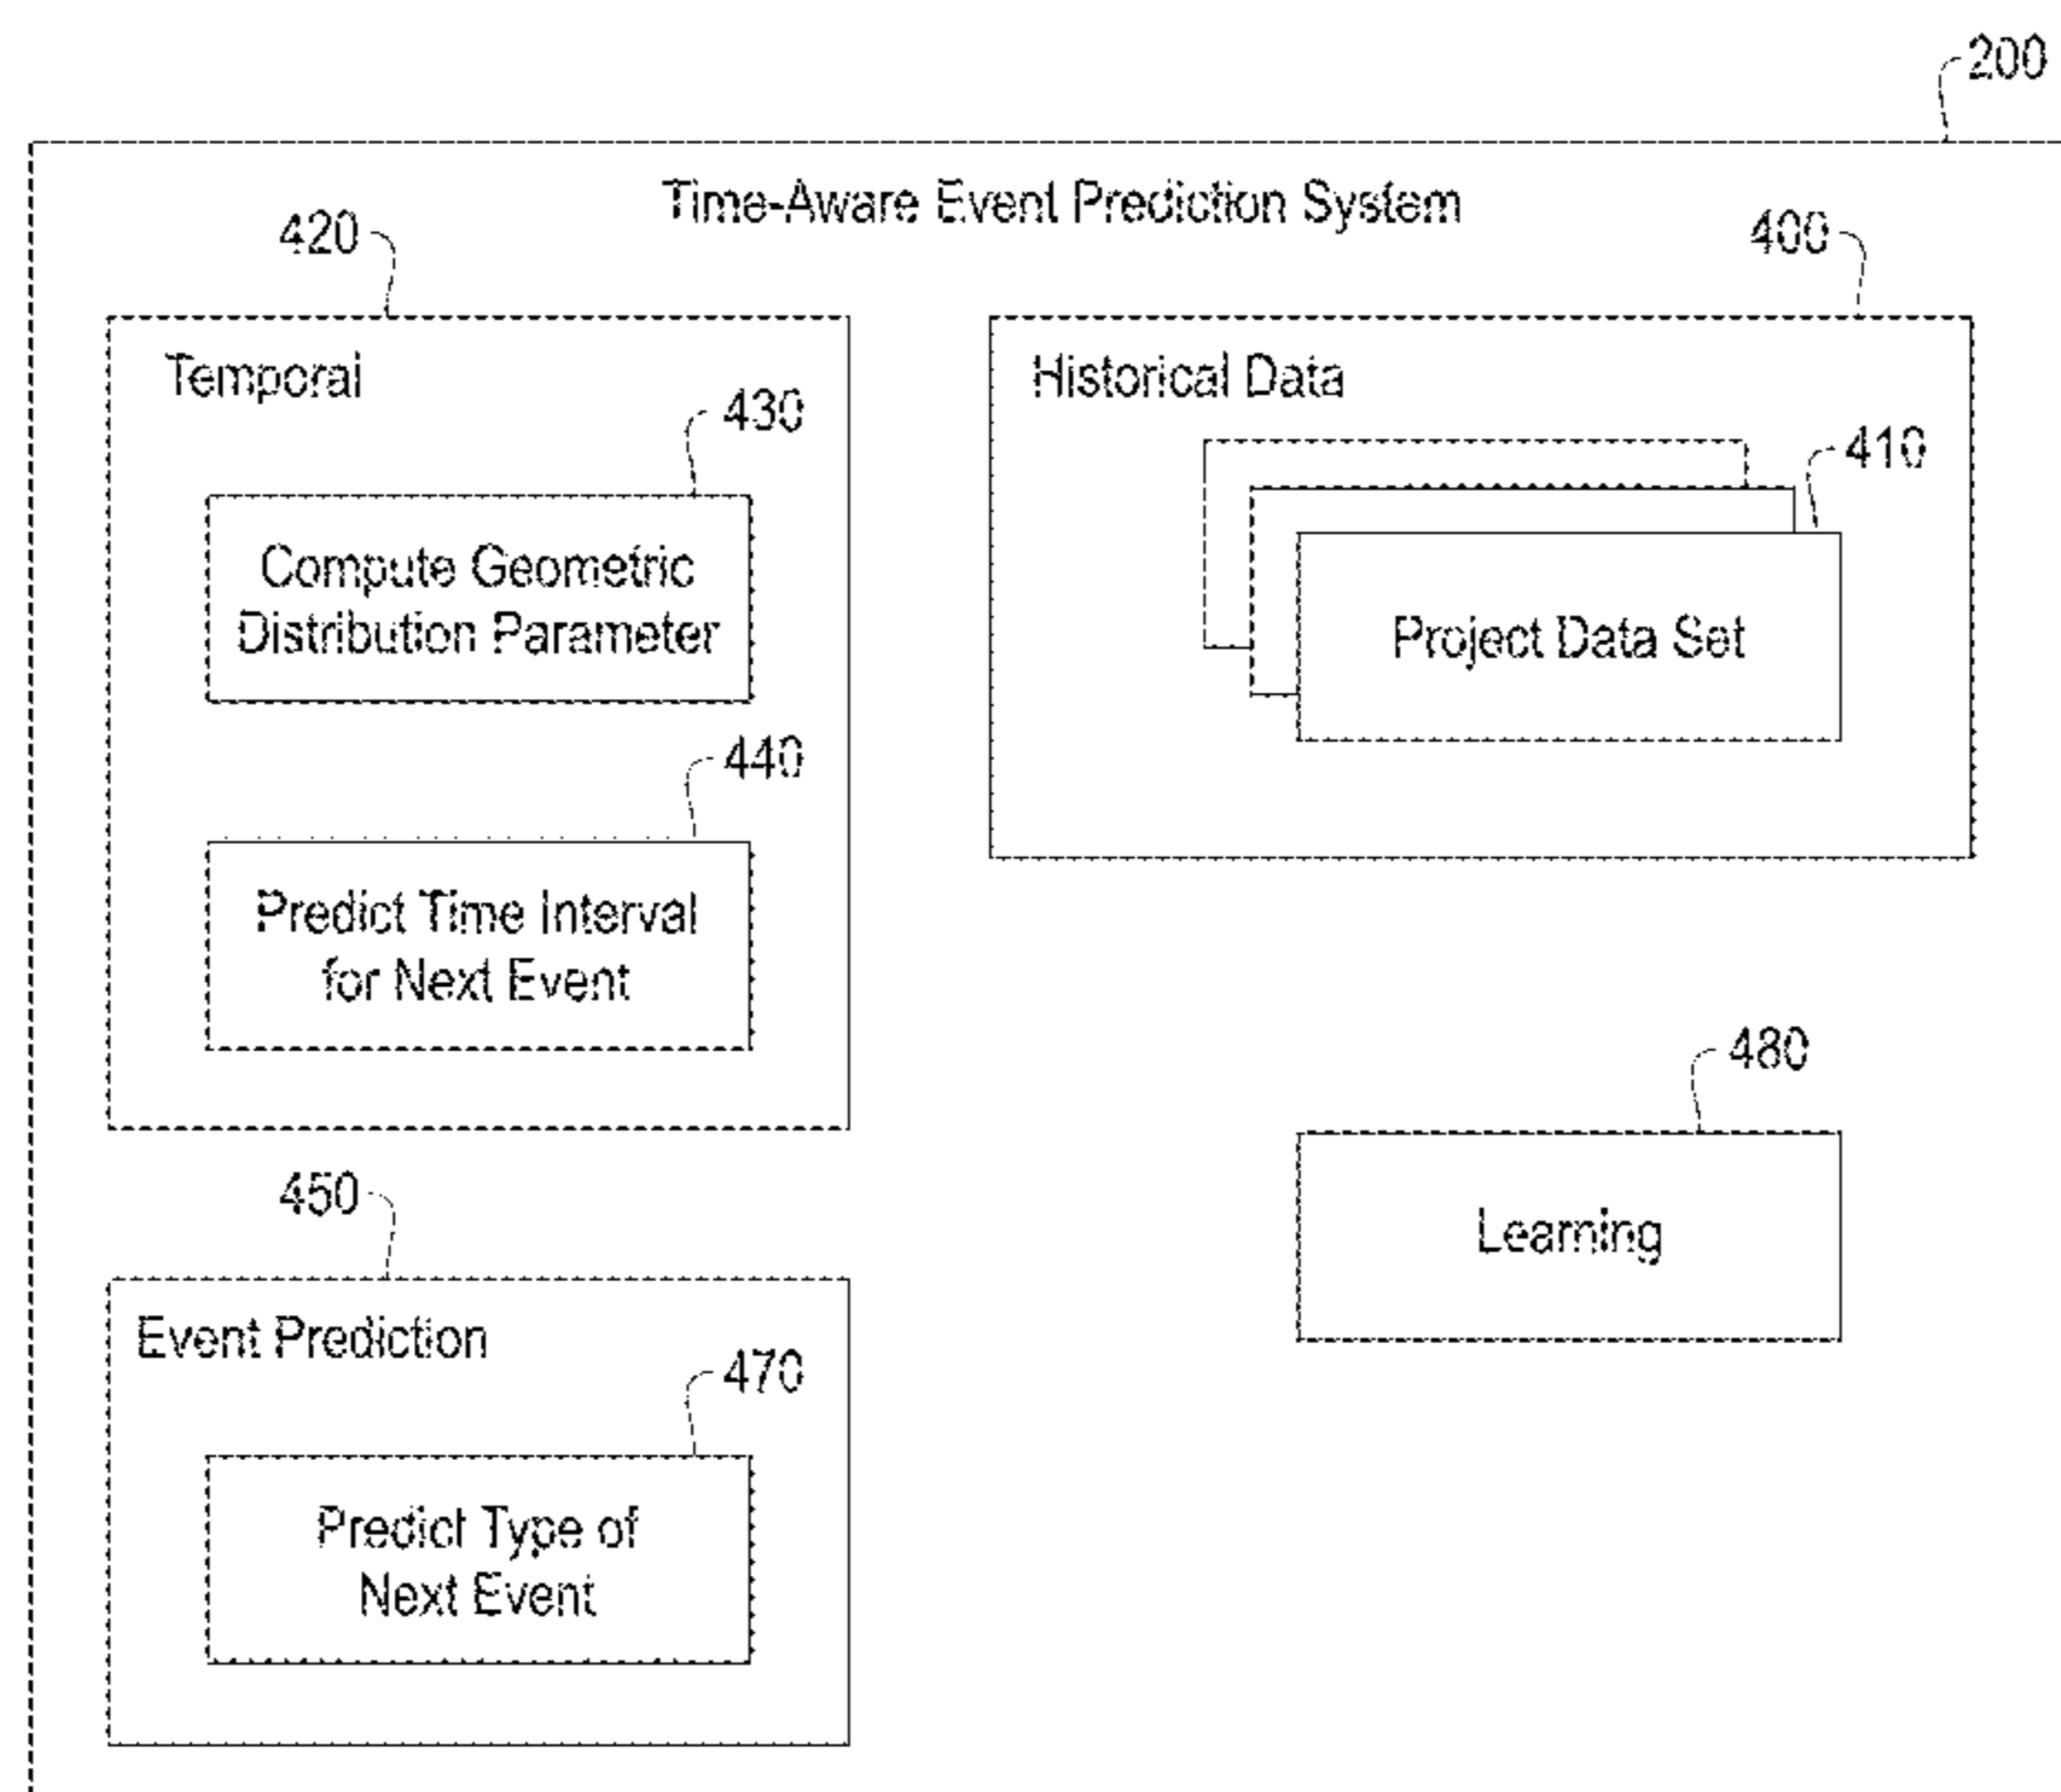 200
Time-Aware Event Prediction System
420
400
Temporal
Historical Data
430
410
Compute Geometric
Distribution Parameter
Project Data Set
440
Predict Time Interval
for Next Event
480
Learning
450
Event Prediction
470
Predict Type of
Next Event